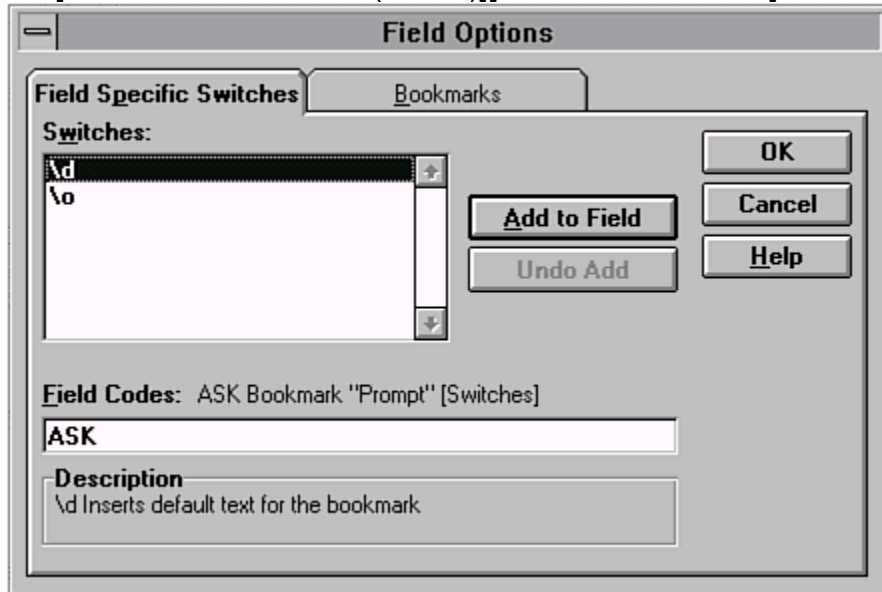 Field Options
Field Specific Switches
Bookmarks
Switches:
\d
\o
OK
Cancel
Help
Add to Field
Undo Add
Field Codes: ASK Bookmark "Prompt" [Switches]
ASK
Description
\d Inserts default text for the bookmark